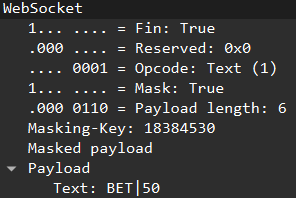 WebSocket
1... .... = Fin: True
.000 .... = Reserved: 0x0
.... 0001 = Opcode: Text (1)
1... .... = Mask: True
.000 0110 = Payload length: 6
Masking-Key: 18384530
Masked payload
Payload
Text: BET|50